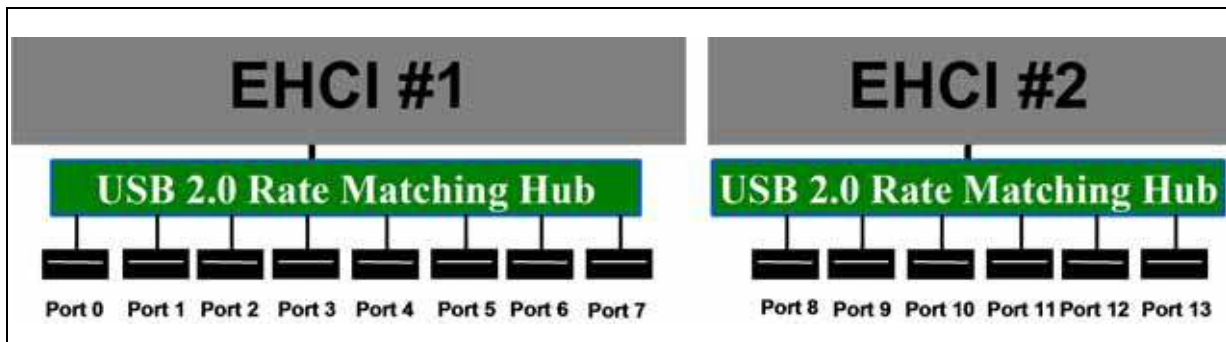 EHCI #1
EHCI #2
USB 2.0 Rate Matching Hub
USB 2.0 Rate Matching Hub
Port 0 Port 1 Port 2 Port 3 Port 4 Port 5 Port 6 Port 7
Port 8 Port 9 Port 10 Port 11 Port 12 Port 13